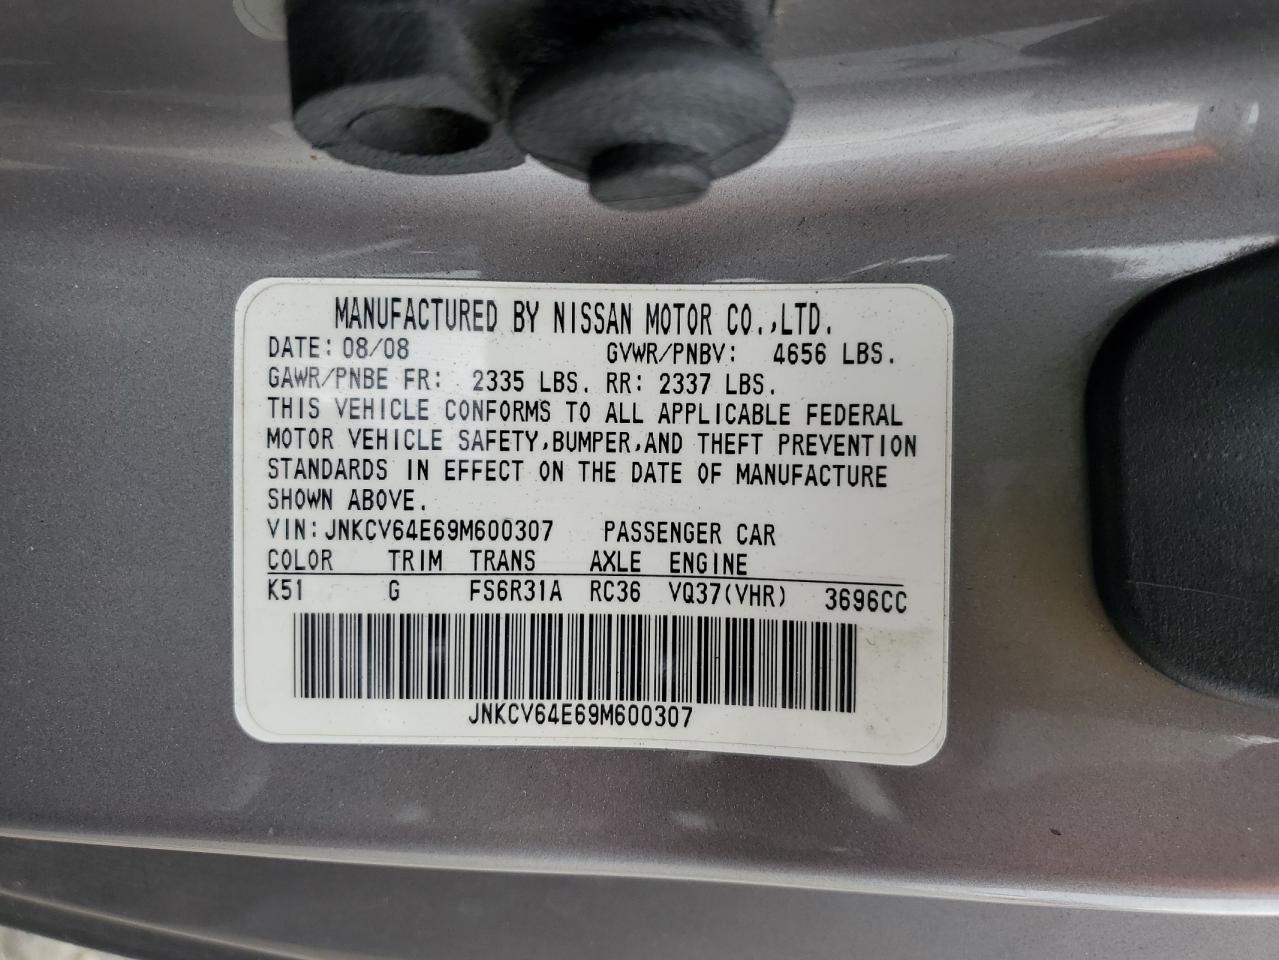 MANUFACTURED BY NISSAN MOTOR CO.,LTD.
DATE: 08/08 GVWR/PNBV: 4656 LBS.
GAWR/PNBE FR: 2335 LBS. RR: 2337 LBS.
THIS VEHICLE CONFORMS TO ALL APPLICABLE FEDERAL
MOTOR VEHICLE SAFETY,BUMPER,AND THEFT PREVENTION
STANDARDS IN EFFECT ON THE DATE OF MANUFACTURE
SHOWN ABOVE.
VIN:JNKCV64E69M600307 PASSENGER CAR
COLOR TRIM TRANS AXLE ENGINE
K51 G FS6R31A RC36 VQ37(VHR) 3696CC
JNKCV64E69M600307